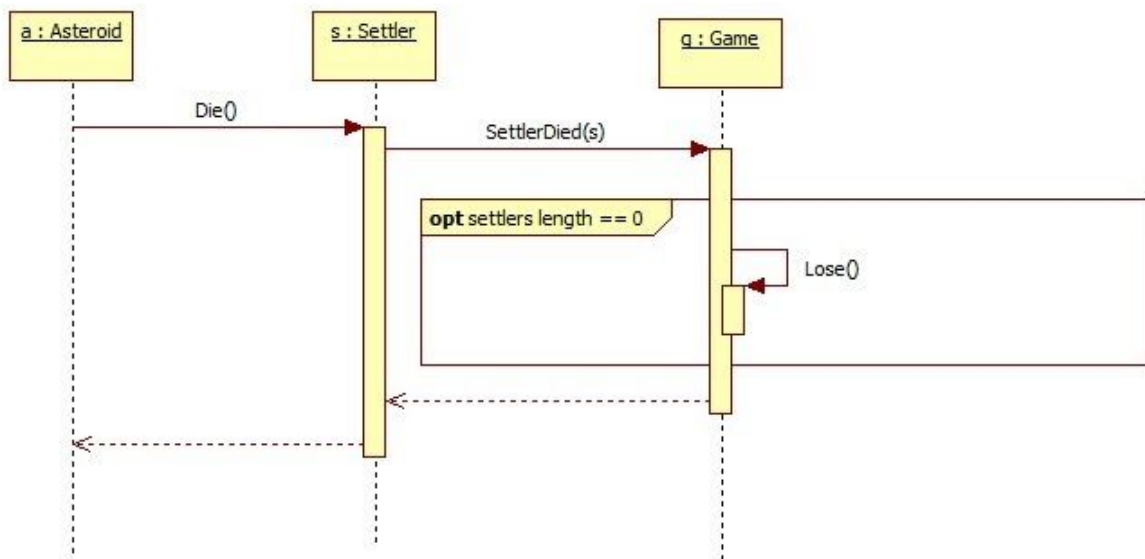 a : Asteroid
s : Settler
g : Game
Die()
SettlerDied(s)
opt settlers length == 0
Lose()